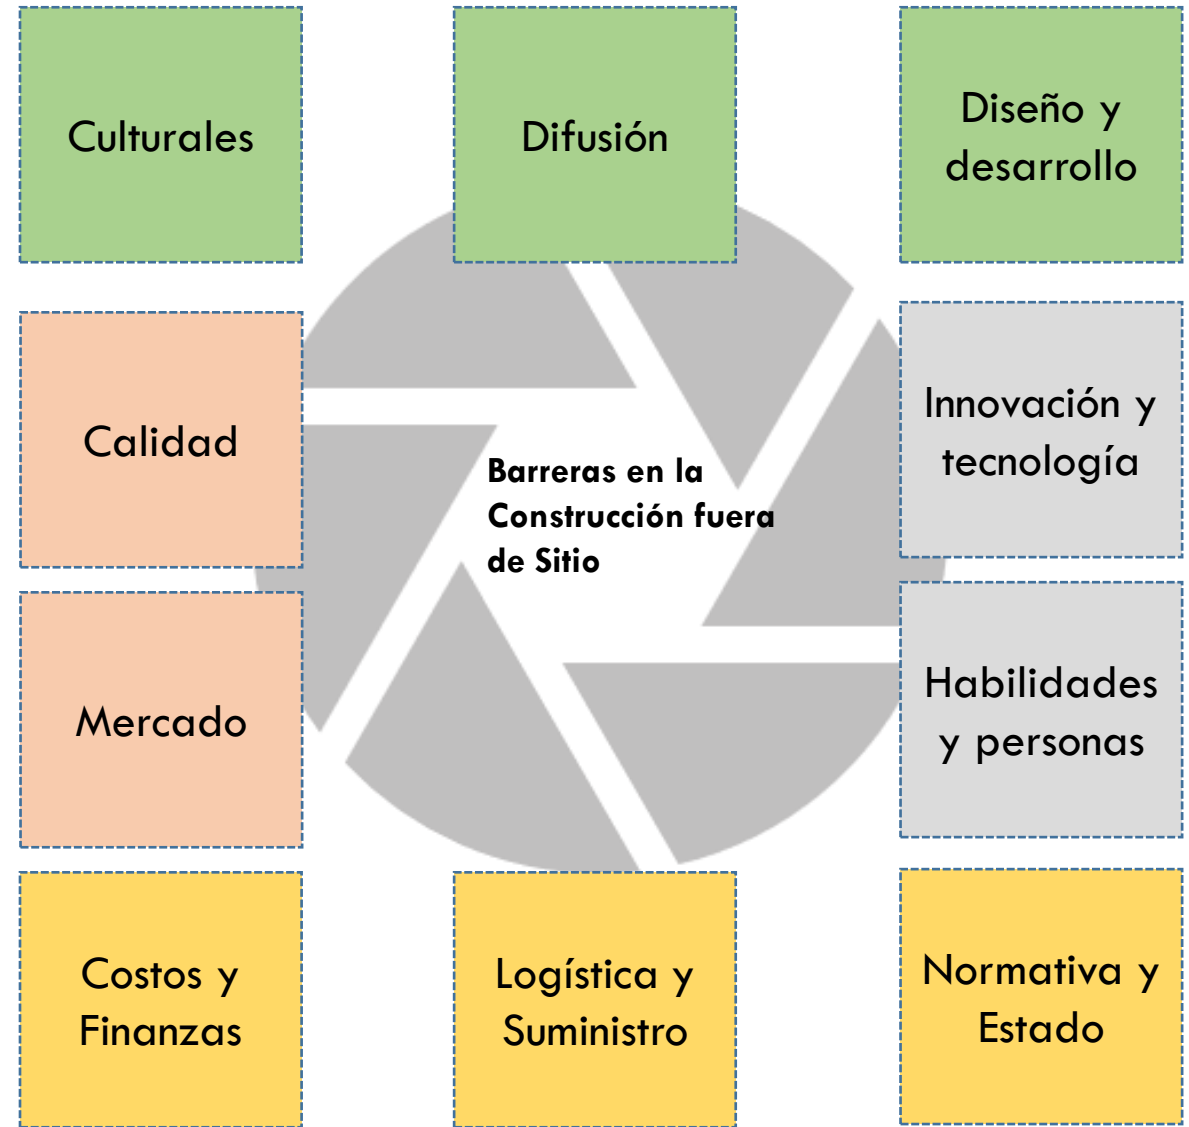 Culturales
Difusión
Diseño y
desarrollo
Calidad
Innovación y
tecnología
Barreras en la
Construcción fuera
de Sitio
Mercado
Habilidades
y personas
Costos y
Finanzas
Logística y
Suministro
Normativa y
Estado